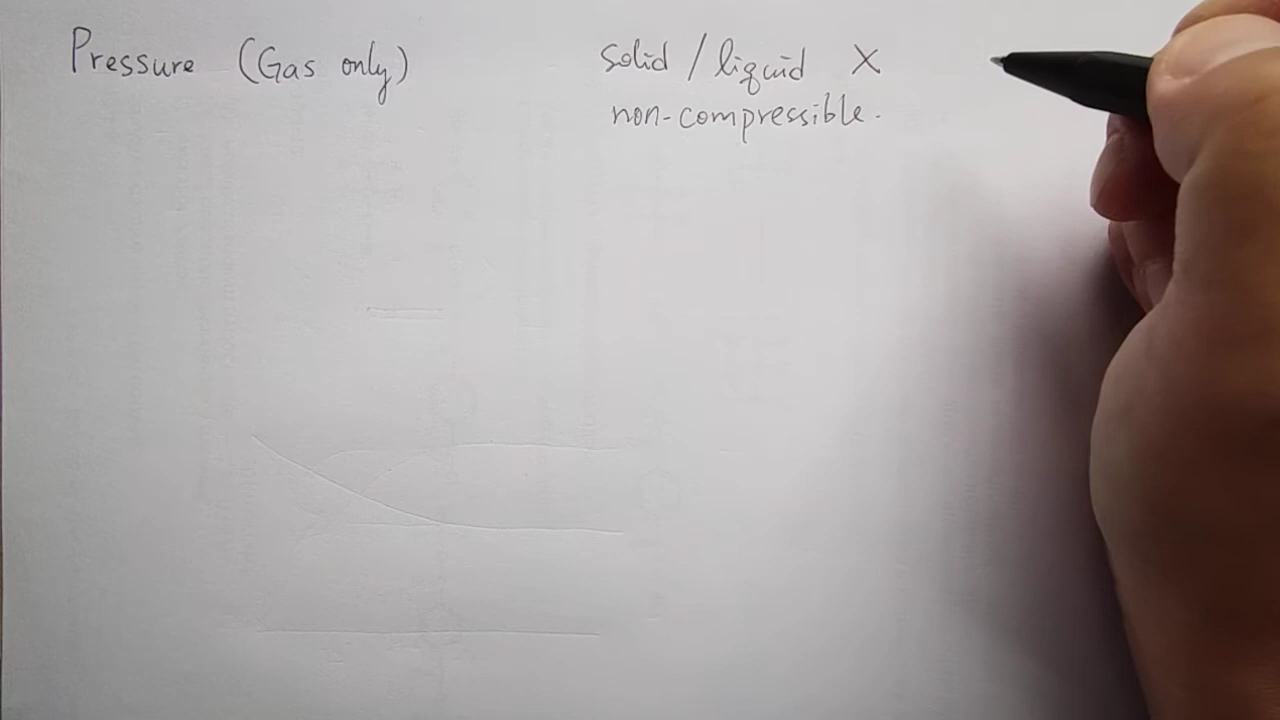 Pressure (Gas only)
solid / liquid X
non-compressible.